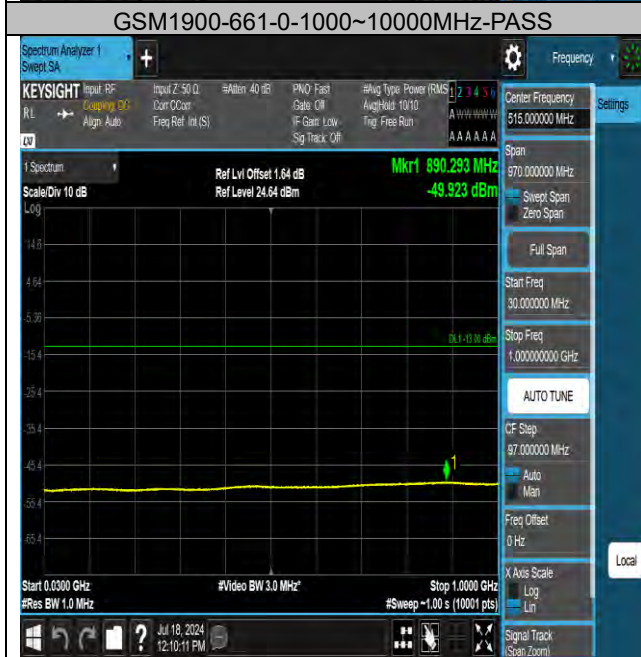 GSM1900-661-0-1000~10000MHz-PASS
Spectrum Analyzer 1
Swept SA
Frequency
KEYSIGHT
RL
Input: RF
Coupling: DC
Align: Auto
Input Z: 50 Ω
Corr CCorr
Freq Ref: Int (S)
#Atten: 40 dB
PNO: Fast
Gate: Off
IF Gain: Low
Sig Track: Off
#Avg Type: Power (RMS
Avg|Hold: 10/10
Trig: Free Run
1 2 3 4 5 6
A W W W W W
A A A A A A
Center Frequency
515.000000 MHz
Settings
1 Spectrum
Scale/Div 10 dB
Log
Ref Lvl Offset 1.64 dB
Ref Level 24.64 dBm
Mkr1 890.293 MHz
-49.923 dBm
Span
970.000000 MHz
Swept Span
Zero Span
Full Span
Start Freq
30.000000 MHz
Stop Freq
1.000000000 GHz
AUTO TUNE
CF Step
97.000000 MHz
Auto
Man
Freq Offset
0 Hz
X Axis Scale
Log
Lin
Local
Signal Track
(Span Zoom)
14.6
4.64
-5.36
-15.4
-25.4
-35.4
-45.4
-55.4
-65.4
DL1 -13.00 dBm
1
Start 0.0300 GHz
#Res BW 1.0 MHz
#Video BW 3.0 MHz*
Stop 1.0000 GHz
#Sweep ~1.00 s (10001 pts)
?
Jul 18, 2024
12:10:11 PM